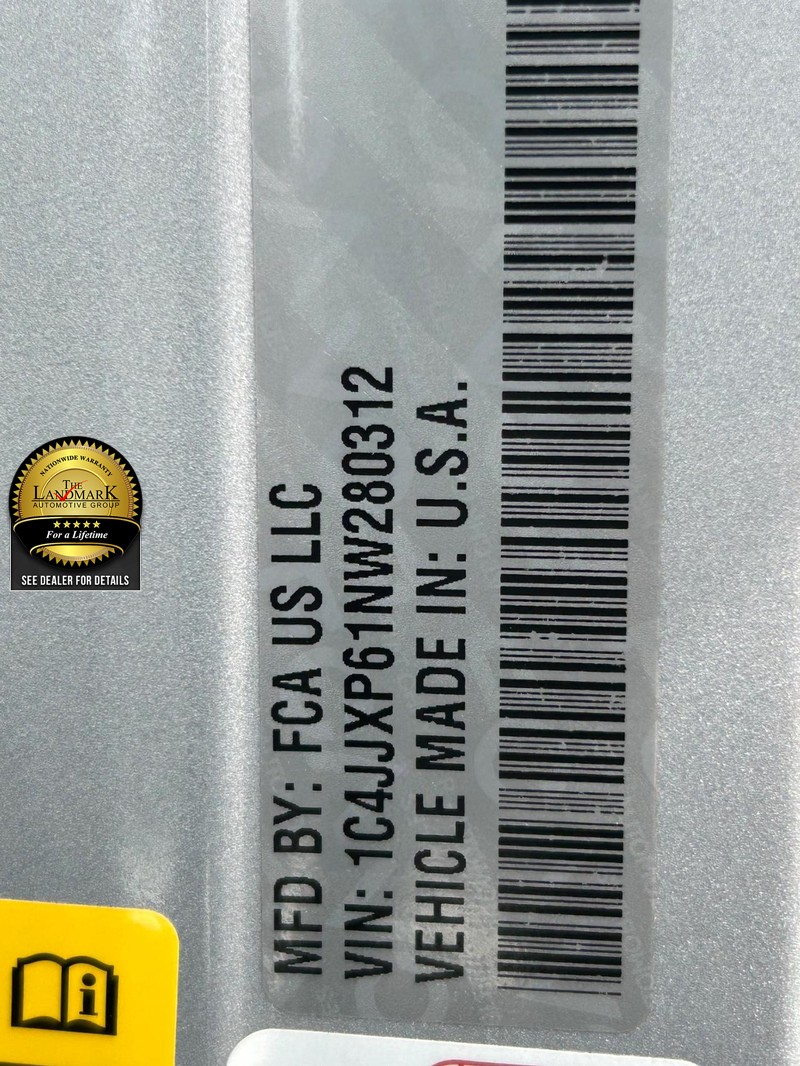 MFD BY: FCA US LLC
VIN: 1C4JJXP61NW280312
VEHICLE MADE IN: U.S.A.
NATIONWIDE WARRANTY
THE
LANDMARK
AUTOMOTIVE GROUP
For a Lifetime
SEE DEALER FOR DETAILS
i